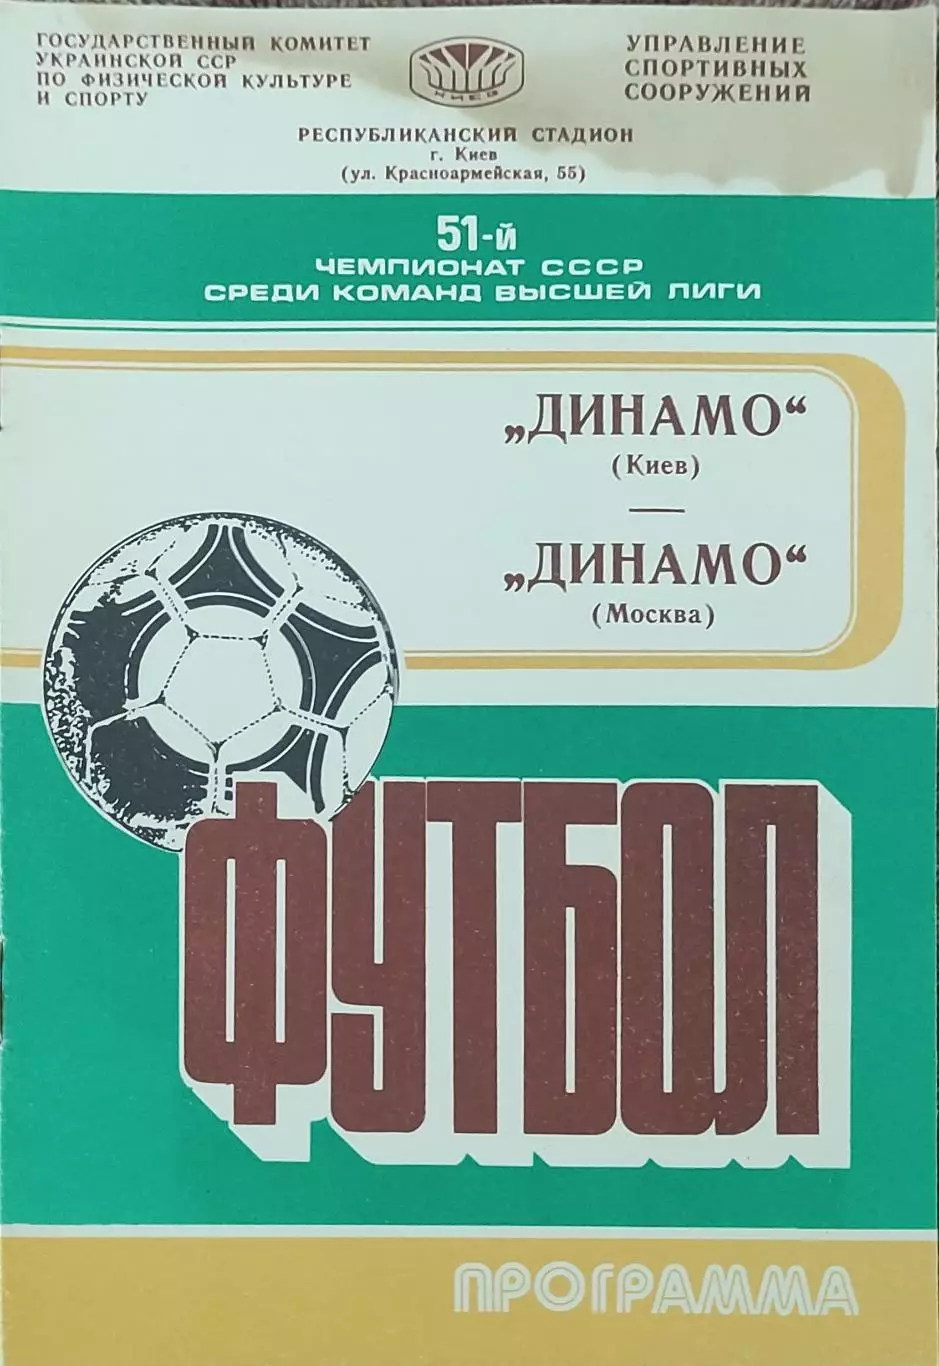 ГОСУДАРСТВЕННЫЙ КОМИТЕТ
УКРАИНСКОЙ ССР
ПО ФИЗИЧЕСКОЙ КУЛЬТУРЕ
И СПОРТУ
КИЕВ
УПРАВЛЕНИЕ
СПОРТИВНЫХ
СООРУЖЕНИЙ
РЕСПУБЛИКАНСКИЙ СТАДИОН
г. Киев
(ул. Красноармейская, 55)
51-й
ЧЕМПИОНАТ СССР
СРЕДИ КОМАНД ВЫСШЕЙ ЛИГИ
„ДИНАМО“
(Киев)
—
„ДИНАМО“
(Москва)
ФУТБОЛ
ПРОГРАММА